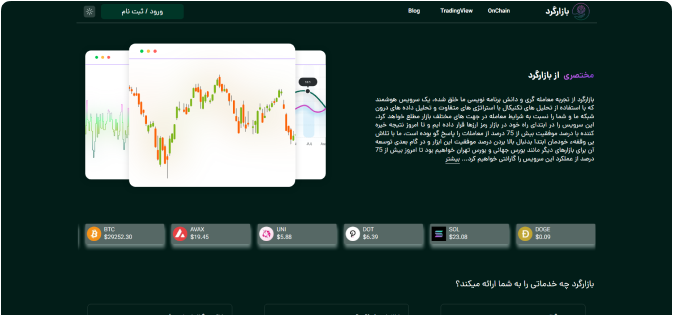 بازارگرد
OnChain
TradingView
Blog
ورود / ثبت نام
مختصری از بازارگرد
بازارگرد از تجربه معامله گری و دانش برنامه نویسی ما خلق شده، یک سرویس هوشمند
که با استفاده از تحلیل های تکنیکال با استراتژی های متفاوت و تحلیل داده های درون
شبکه ما و شما را نسبت به شرایط معامله در جهت های مختلف بازار مطلع خواهد کرد.
این سرویس را در ابتدای راه خود در بازار رمز ارزها قرار داده ایم و تا امروز نتیجه خیره
کننده با درصد موفقیت بیش از 75 درصد از معاملات را پاسخ گو بوده است، ما با تلاش
بی وقفه، خودمان ابتدا بدنبال بالا بردن درصد موفقیت این ابزار و در گام بعدی توسعه
آن برای بازارهای دیگر مانند بورس جهانی و بورس تهران خواهیم بود تا امروز بیش از 75
درصد از عملکرد این سرویس را گارانتی خواهیم کرد... بیشتر
BTC
$29252.30
AVAX
$19.45
UNI
$5.88
DOT
$6.39
SOL
$23.08
DOGE
$0.09
بازارگرد چه خدماتی را به شما ارائه میکند؟